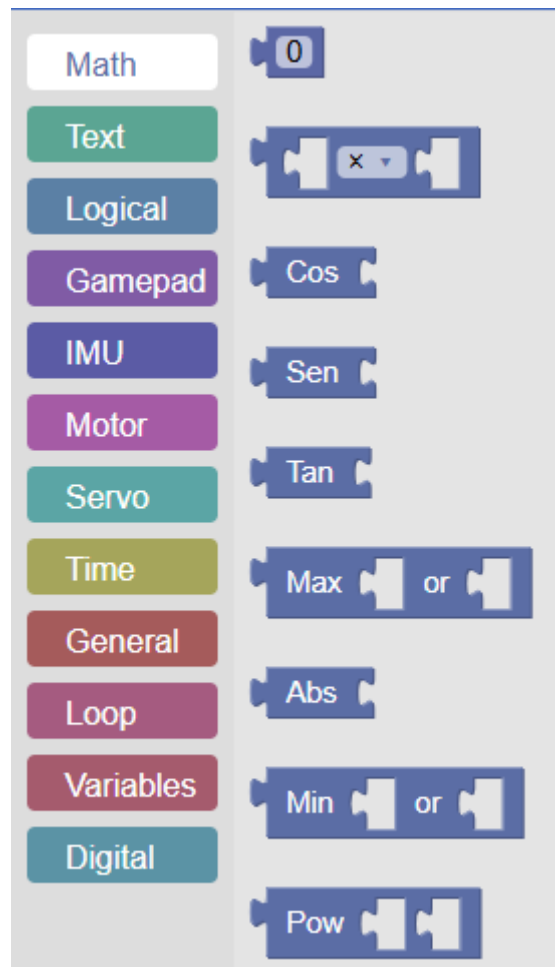 Math
Text
Logical
Gamepad
IMU
Motor
Servo
Time
General
Loop
Variables
Digital
0
×
Cos
Sen
Tan
Max or
Abs
Min or
Pow